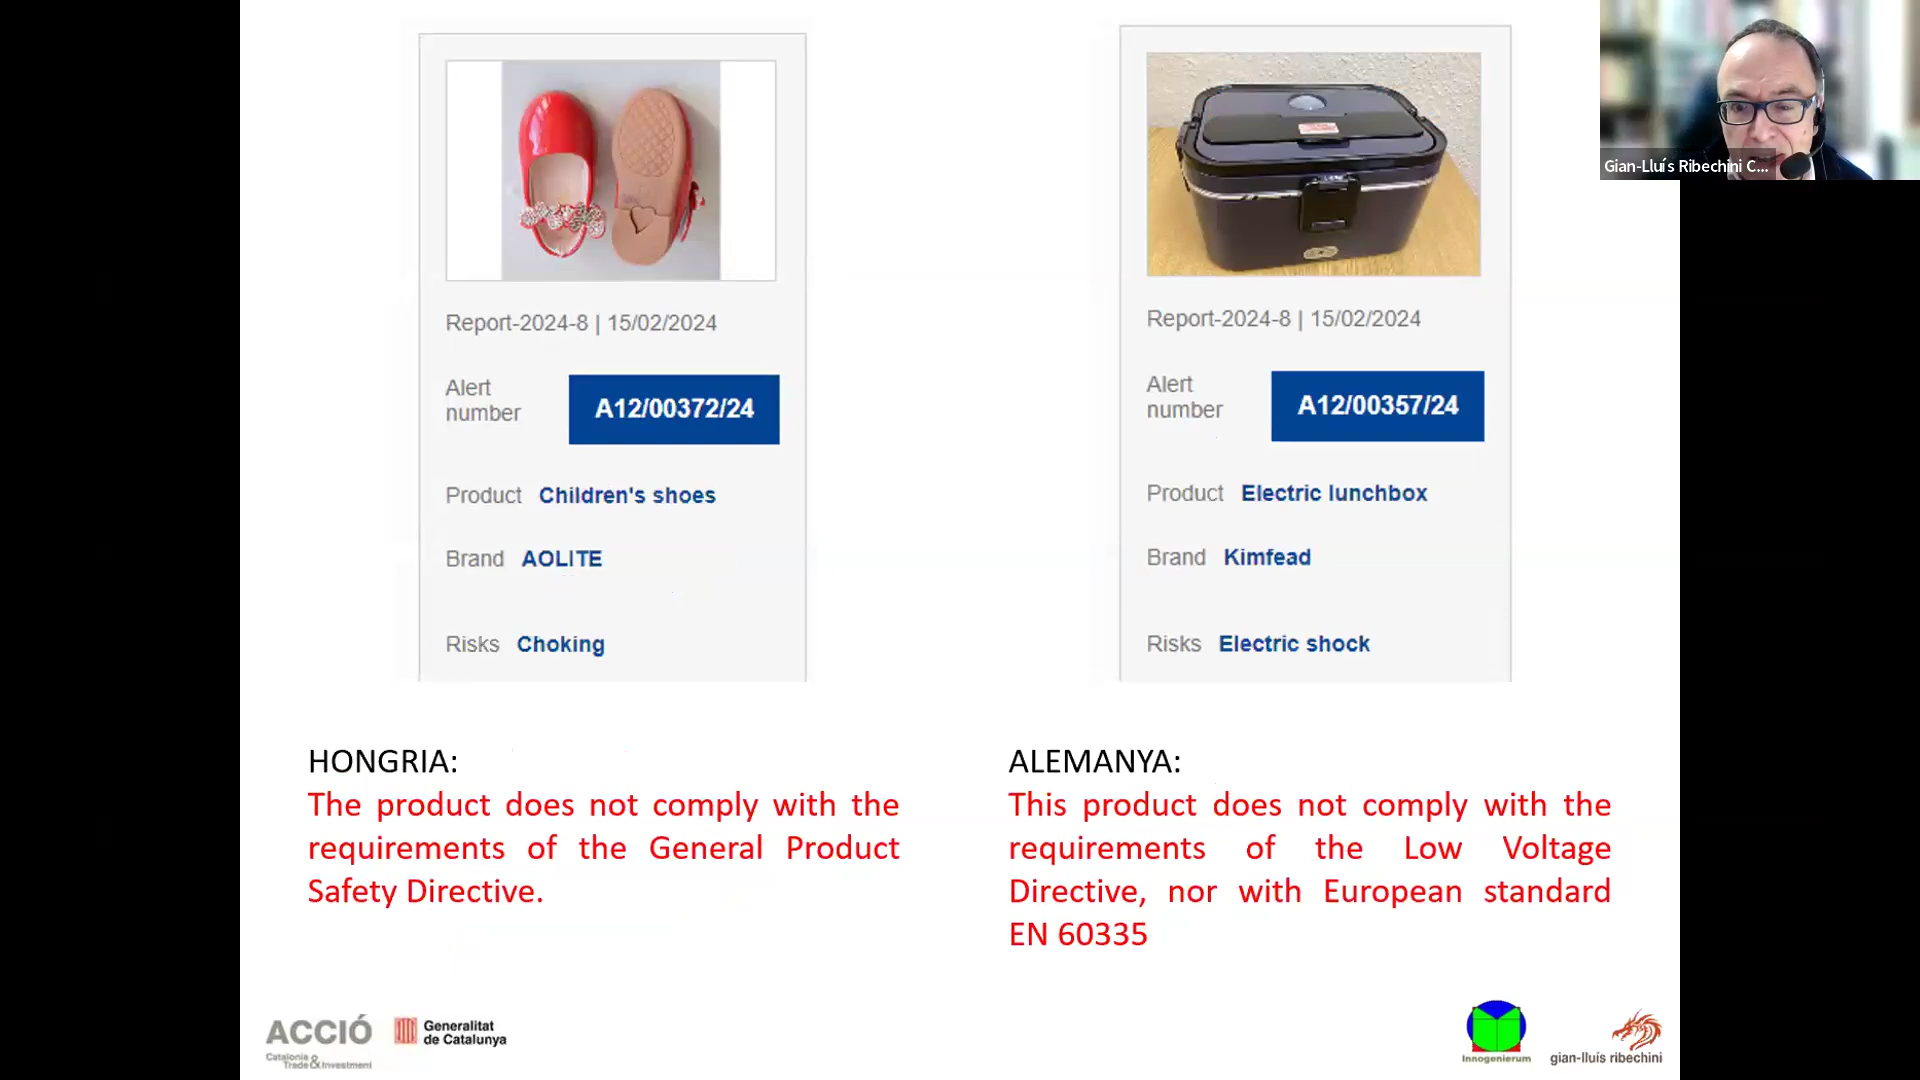 Report-2024-8 | 15/02/2024
Alert
number
A12/00372/24
Product Children's shoes
Brand AOLITE
Risks Choking
HONGRIA:
The product does not comply with the
requirements of the General Product
Safety Directive.
Report-2024-8 | 15/02/2024
Alert
number
A12/00357/24
Product Electric lunchbox
Brand Kimfead
Risks Electric shock
ALEMANYA:
This product does not comply with the
requirements of the Low Voltage
Directive, nor with European standard
EN 60335
Gian-Lluís Ribechini C...
ACCIÓ
Catalonia
Trade & Investment
Generalitat
de Catalunya
Innogenierum
gian-lluís ribechini